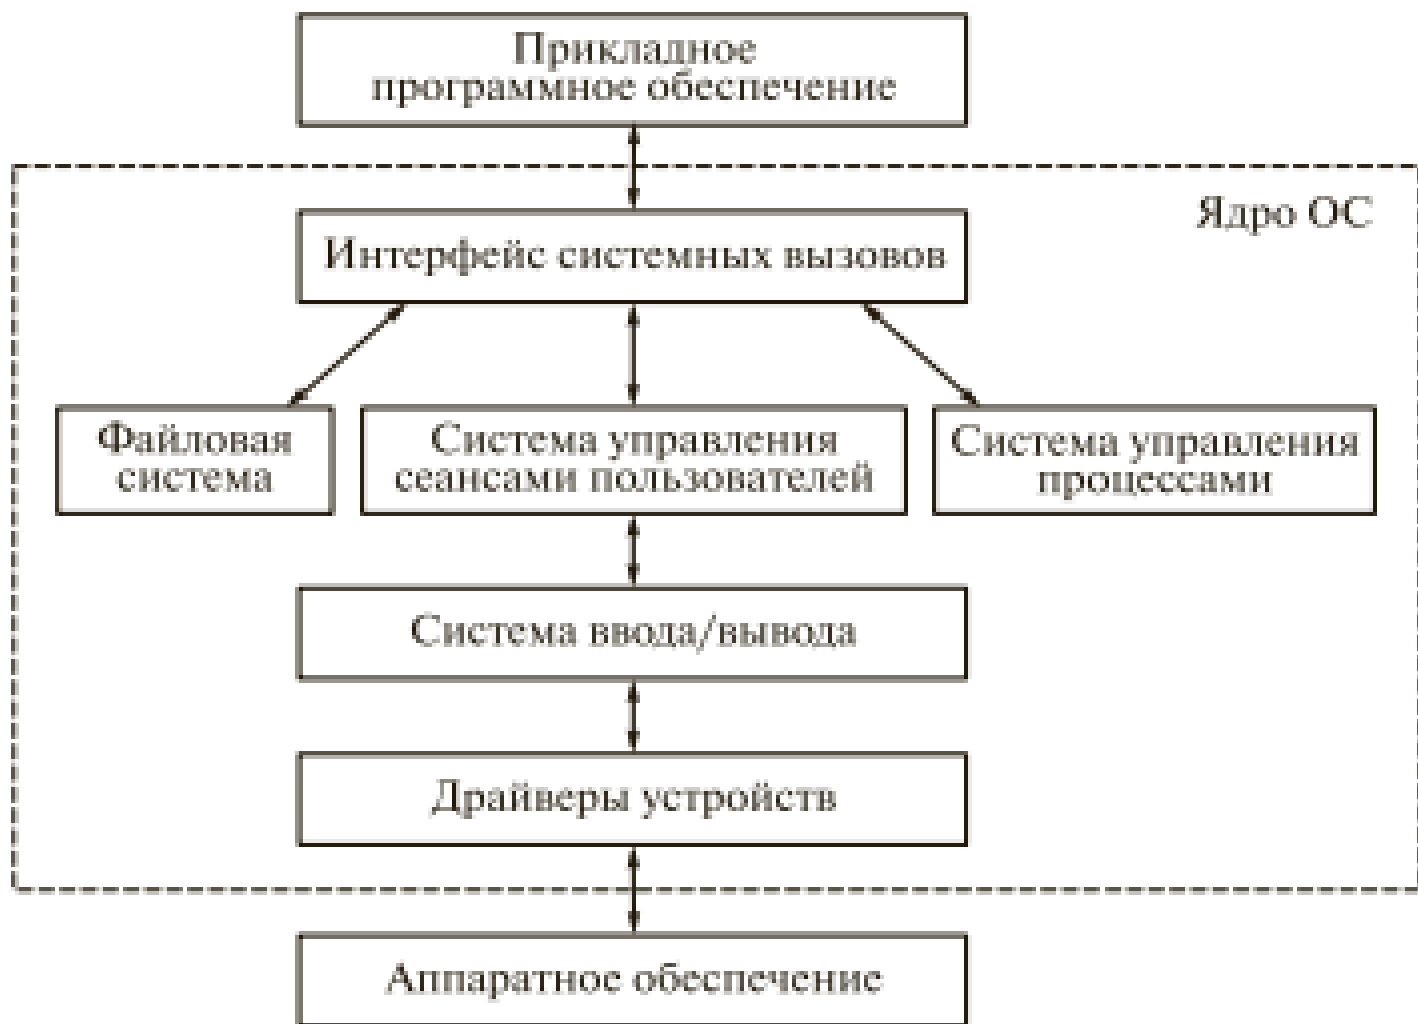 Прикладное
программное обеспечение
Ядро ОС
Интерфейс системных вызовов
Файловая
система
Система управления
сеансами пользователей
Система управления
процессами
Система ввода/вывода
Драйверы устройств
Аппаратное обеспечение